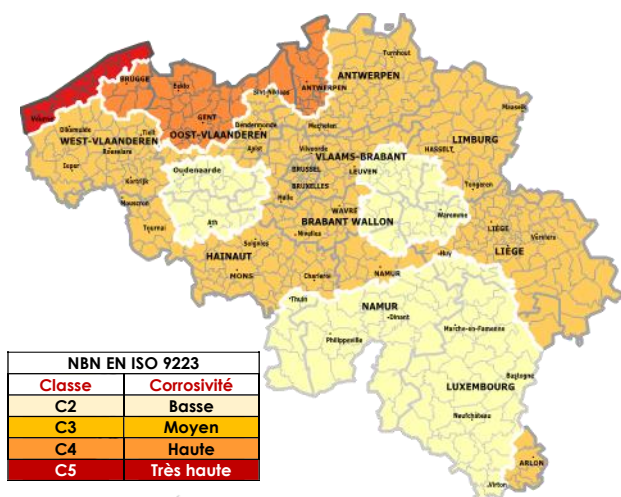 Turnhout
BRUGGE
ANTWERPEN
Eeklo
Sint-Niklaas
ANTWERPEN
Maaseik
Veurne
GENT
Diksmuide
OOST-VLAANDEREN
Dendermonde
Mechelen
WEST-VLAANDEREN
Tielt
LIMBURG
Roeselare
Aalst
Vilvoorde
HASSELT
VLAAMS-BRABANT
Ieper
Oudenaarde
BRUSSEL
LEUVEN
Kortrijk
BRUXELLES
Tongeren
Halle
Mouscron
WAVRE
Waremme
Ath
BRABANT WALLON
LIÈGE
Tournai
Nivelles
Verviers
Soignies
LIÈGE
HAINAUT
Huy
MONS
Charleroi
NAMUR
Thuin
NAMUR
Dinant
Philippeville
Marche-en-Famenne
Bastogne
LUXEMBOURG
Neufchâteau
ARLON
Virton
NBN EN ISO 9223
Classe Corrosivité
C2 Basse
C3 Moyen
C4 Haute
C5 Très haute